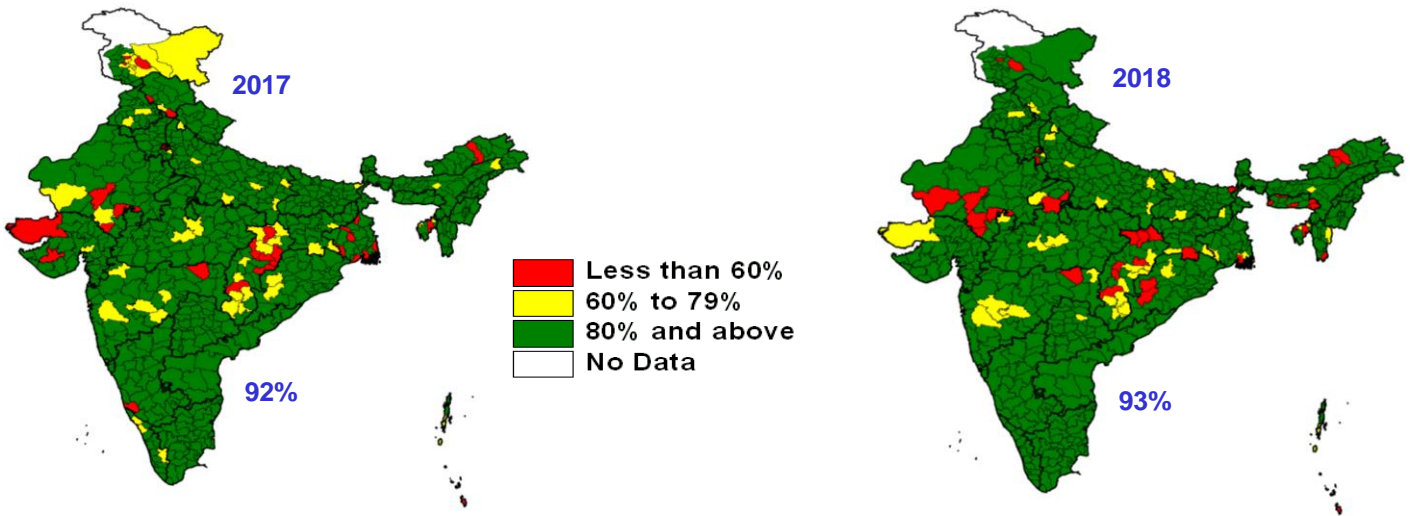 2017
2018
Less than 60%
60% to 79%
80% and above
No Data
92%
93%